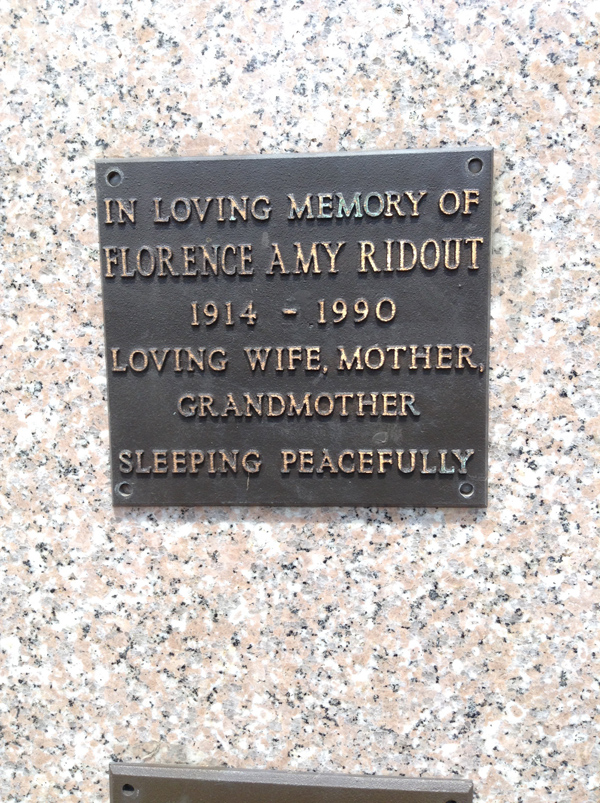 IN LOVING MEMORY OF
FLORENCE AMY RIDOUT
1914 - 1990
LOVING WIFE, MOTHER,
GRANDMOTHER
SLEEPING PEACEFULLY